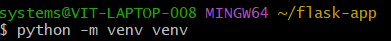 systems@VIT-LAPTOP-008 MINGW64 ~/flask-app
$ python -m venv venv